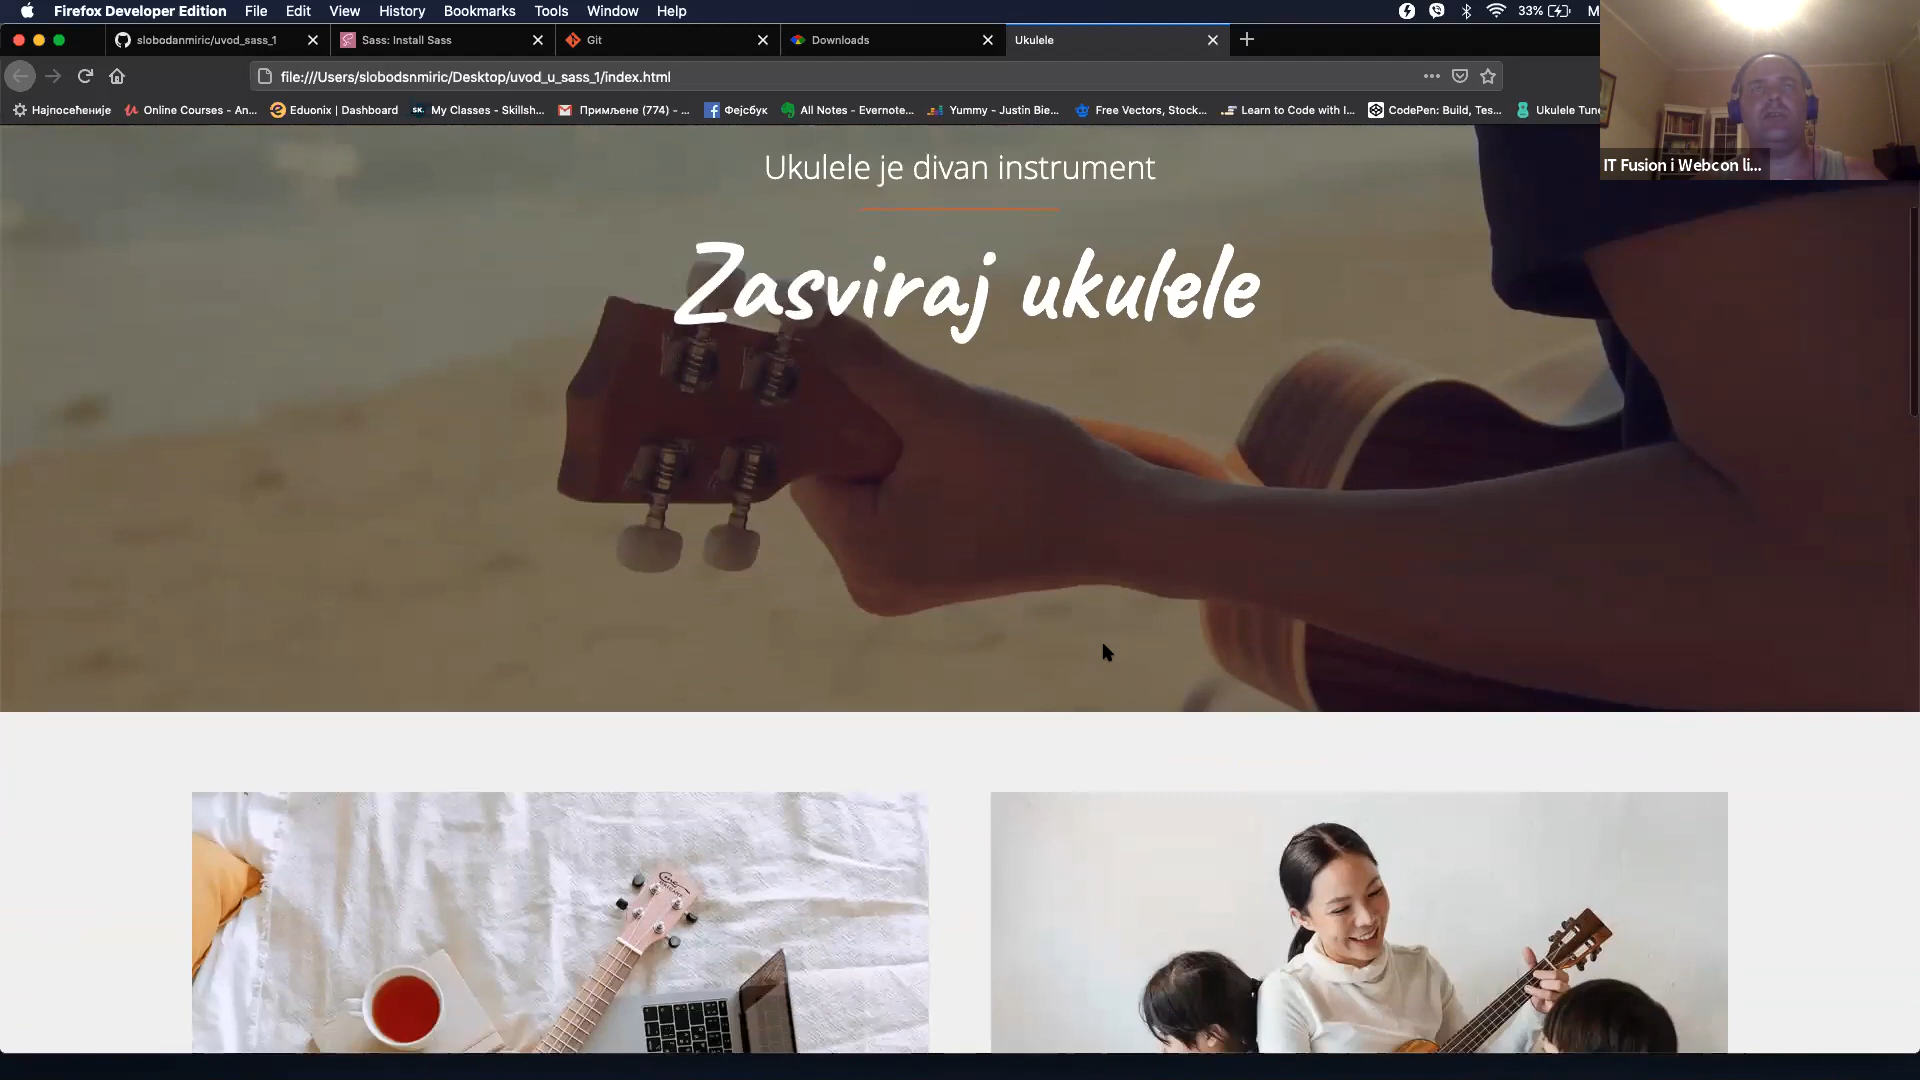 Firefox Developer Edition File Edit View History Bookmarks Tools Window Help 33% M
slobodanmiric/uvod_sass_1 Sass: Install Sass Git Downloads Ukulele
file:///Users/slobodsnmiric/Desktop/uvod_u_sass_1/index.html
Најпосећеније Online Courses - An... Eduonix | Dashboard SK. My Classes - Skillsh... Примљене (774) - ... Фејсбук All Notes - Evernote... Yummy - Justin Bie... Free Vectors, Stock... Learn to Code with I... CodePen: Build, Tes... Ukulele Tune
IT Fusion i Webcon li...
Ukulele je divan instrument
Zasviraj ukulele